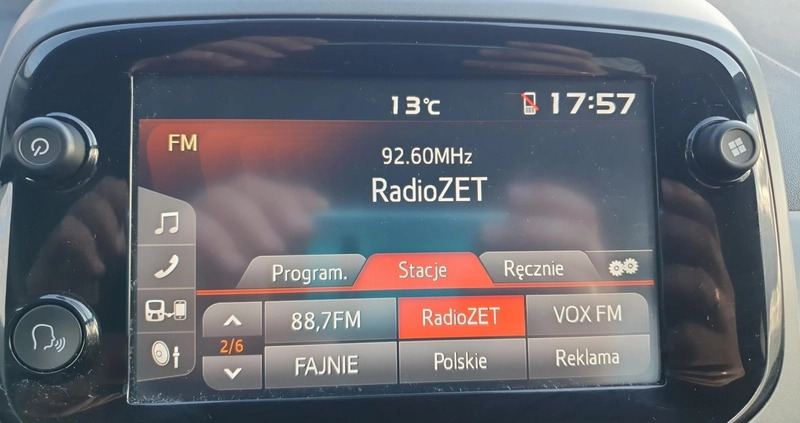 13°C 17:57
FM
92.60MHz
RadioZET
Program. Stacje Ręcznie
88,7FM RadioZET VOX FM
2/6
FAJNIE Polskie Reklama